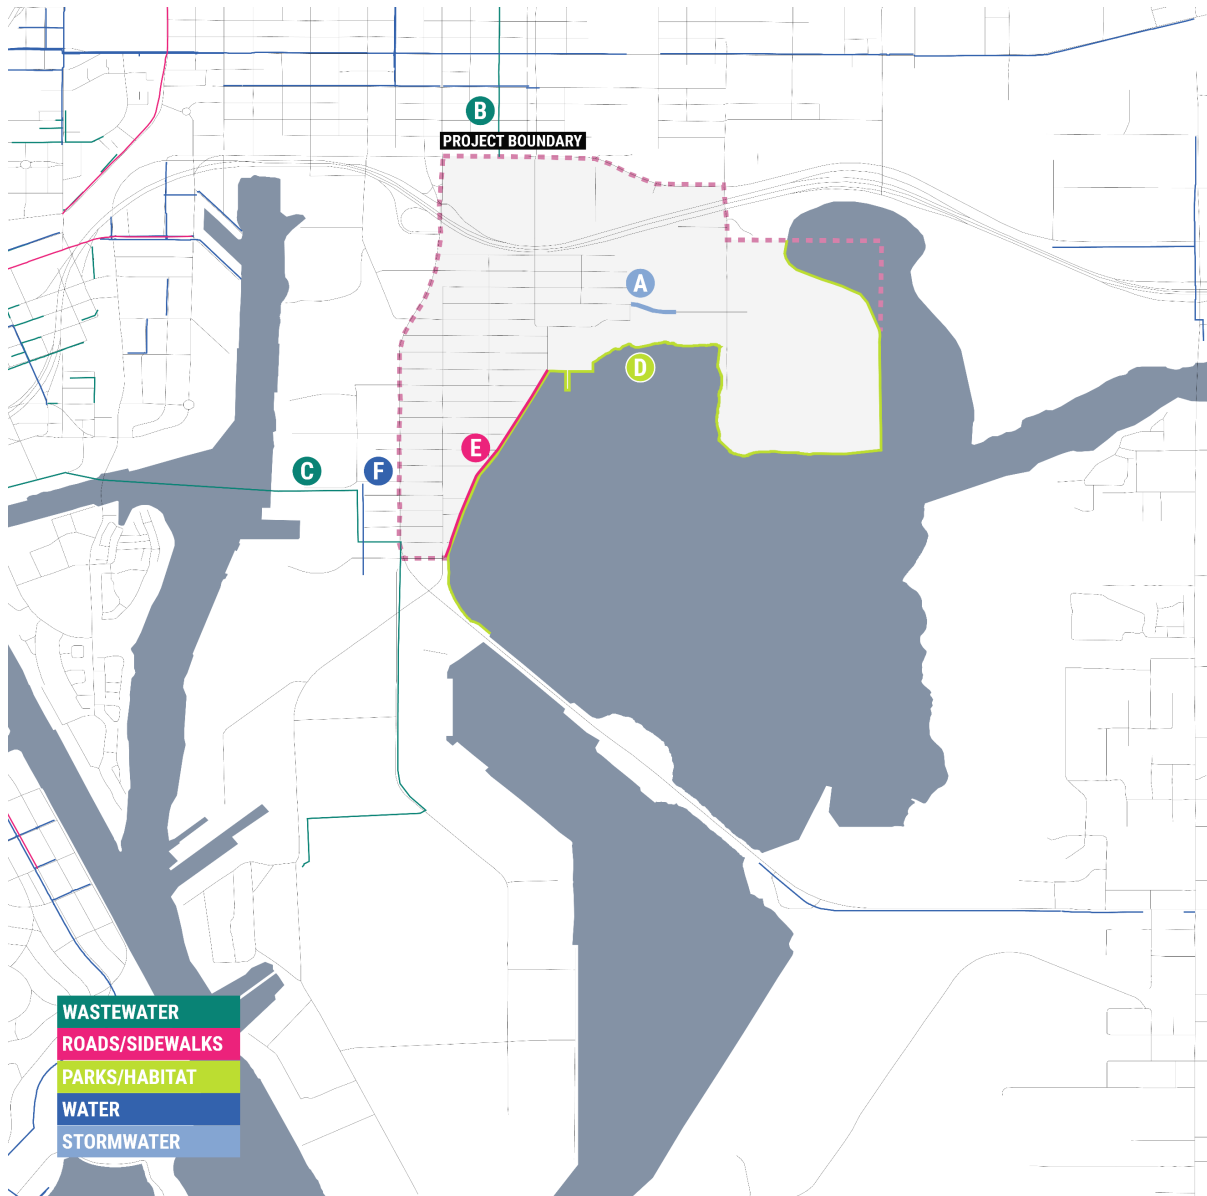 B
PROJECT BOUNDARY
A
D
E
C
F
WASTEWATER
ROADS/SIDEWALKS
PARKS/HABITAT
WATER
STORMWATER